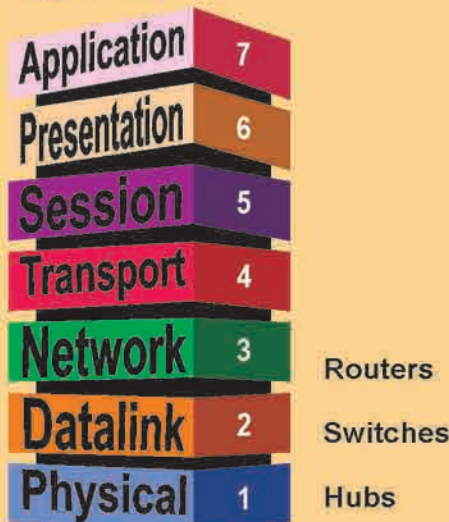 Application 7
Presentation 6
Session 5
Transport 4
Network 3 Routers
Datalink 2 Switches
Physical 1 Hubs